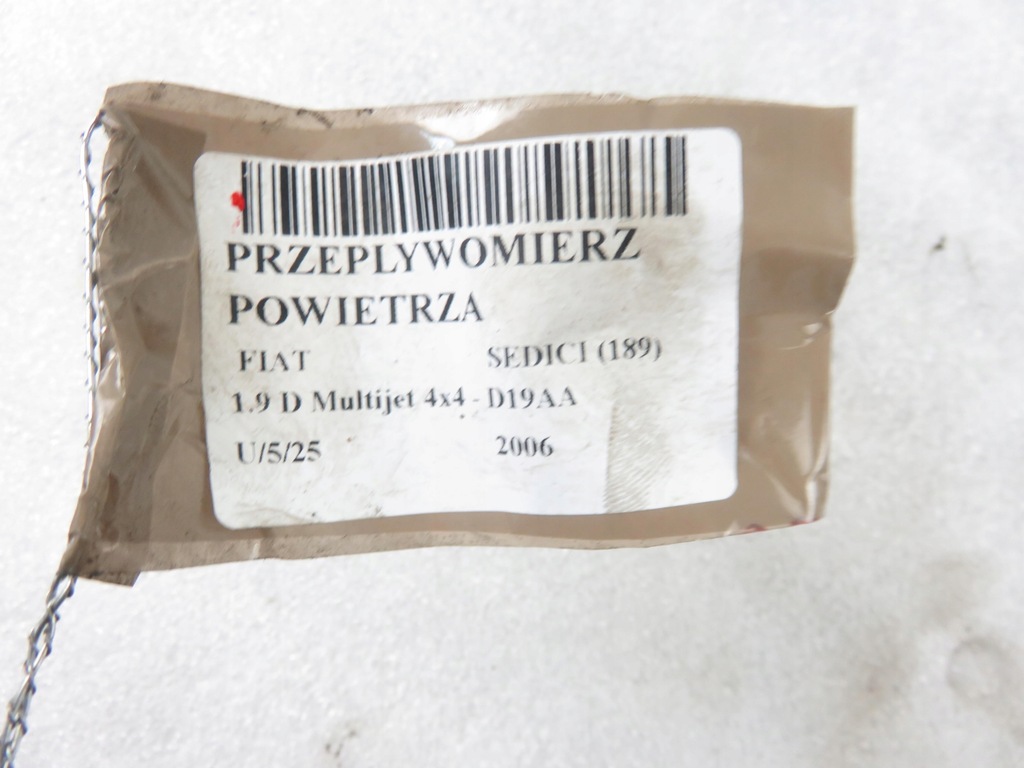 PRZEPLYWOMIERZ
POWIETRZA
FIAT SEDICI (189)
1.9 D Multijet 4x4 - D19AA
U/5/25 2006